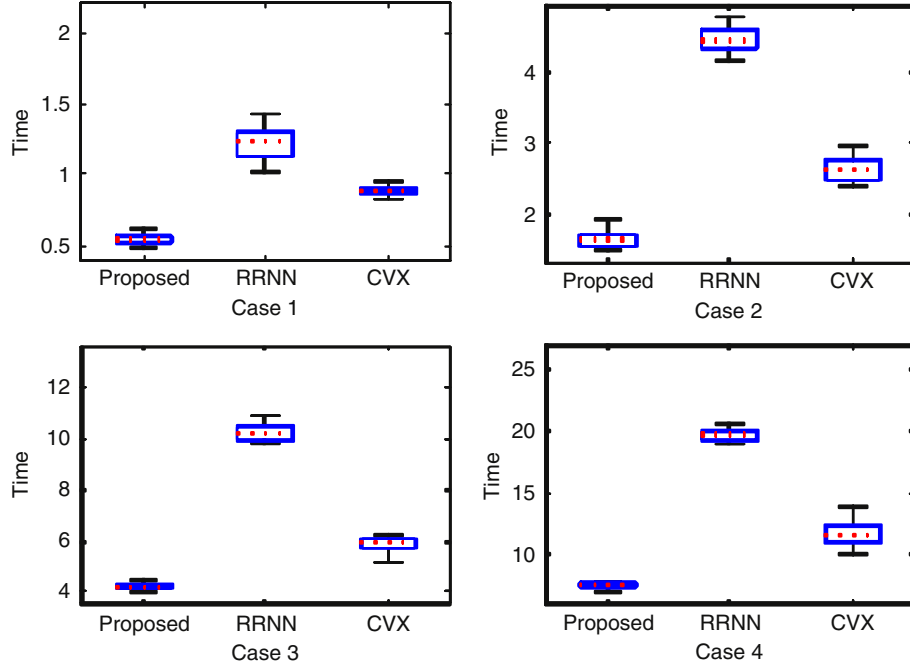 2
1.5
1
0.5
Time
Proposed RRNN CVX
Case 1
4
3
2
Time
Proposed RRNN CVX
Case 2
12
10
8
6
4
Time
Proposed RRNN CVX
Case 3
25
20
15
10
Time
Proposed RRNN CVX
Case 4